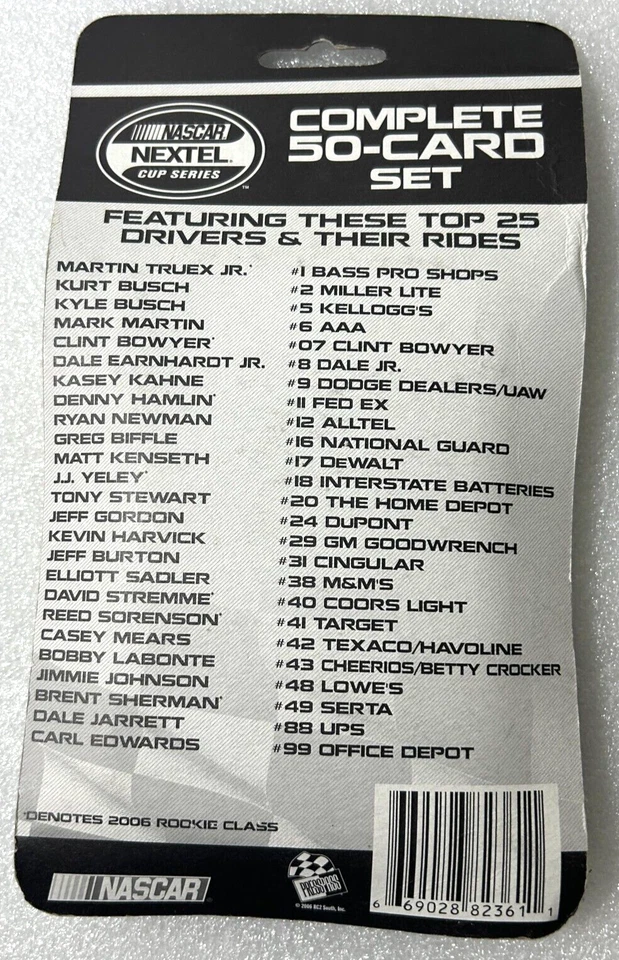 NASCAR
NEXTEL
CUP SERIES
™
COMPLETE
50-CARD
SET
FEATURING THESE TOP 25
DRIVERS & THEIR RIDES
MARTIN TRUEX JR.* #1 BASS PRO SHOPS
KURT BUSCH #2 MILLER LITE
KYLE BUSCH #5 KELLOGG'S
MARK MARTIN #6 AAA
CLINT BOWYER* #07 CLINT BOWYER
DALE EARNHARDT JR. #8 DALE JR.
KASEY KAHNE #9 DODGE DEALERS/UAW
DENNY HAMLIN* #11 FED EX
RYAN NEWMAN #12 ALLTEL
GREG BIFFLE #16 NATIONAL GUARD
MATT KENSETH #17 DeWALT
J.J. YELEY* #18 INTERSTATE BATTERIES
TONY STEWART #20 THE HOME DEPOT
JEFF GORDON #24 DuPONT
KEVIN HARVICK #29 GM GOODWRENCH
JEFF BURTON #31 CINGULAR
ELLIOTT SADLER #38 M&M'S
DAVID STREMME* #40 COORS LIGHT
REED SORENSON* #41 TARGET
CASEY MEARS #42 TEXACO/HAVOLINE
BOBBY LABONTE #43 CHEERIOS/BETTY CROCKER
JIMMIE JOHNSON #48 LOWE'S
BRENT SHERMAN* #49 SERTA
DALE JARRETT #88 UPS
CARL EDWARDS #99 OFFICE DEPOT
*DENOTES 2006 ROOKIE CLASS
NASCAR
PRESS PASS
© 2006 RC2 South, Inc.
6 69028 82361 1